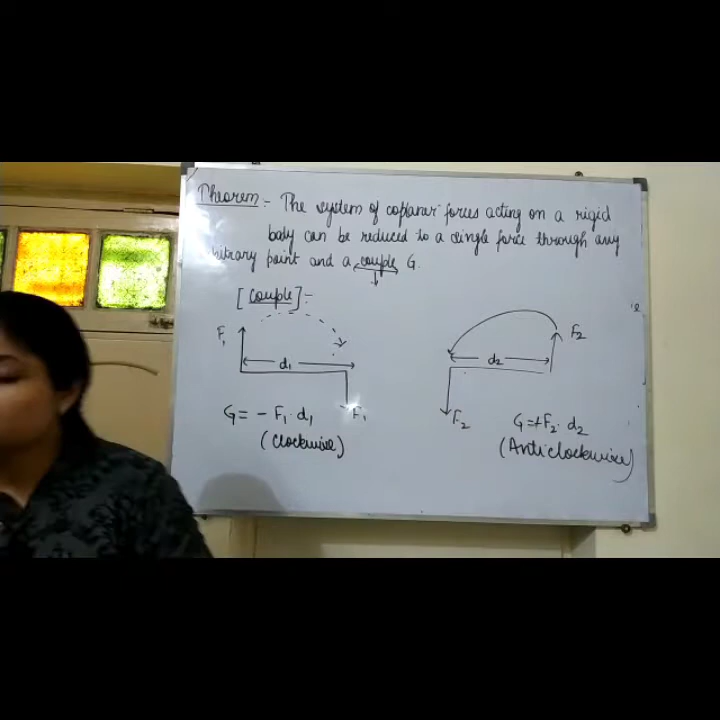 Theorem:- The system of coplanar forces acting on a rigid
body can be reduced to a single force through any
bitrary point and a couple G.
[Couple]:-
F1
d1
F1
G = - F1 . d1
(Clockwise)
F2
d2
F2
G = + F2 . d2
(Anticlockwise)